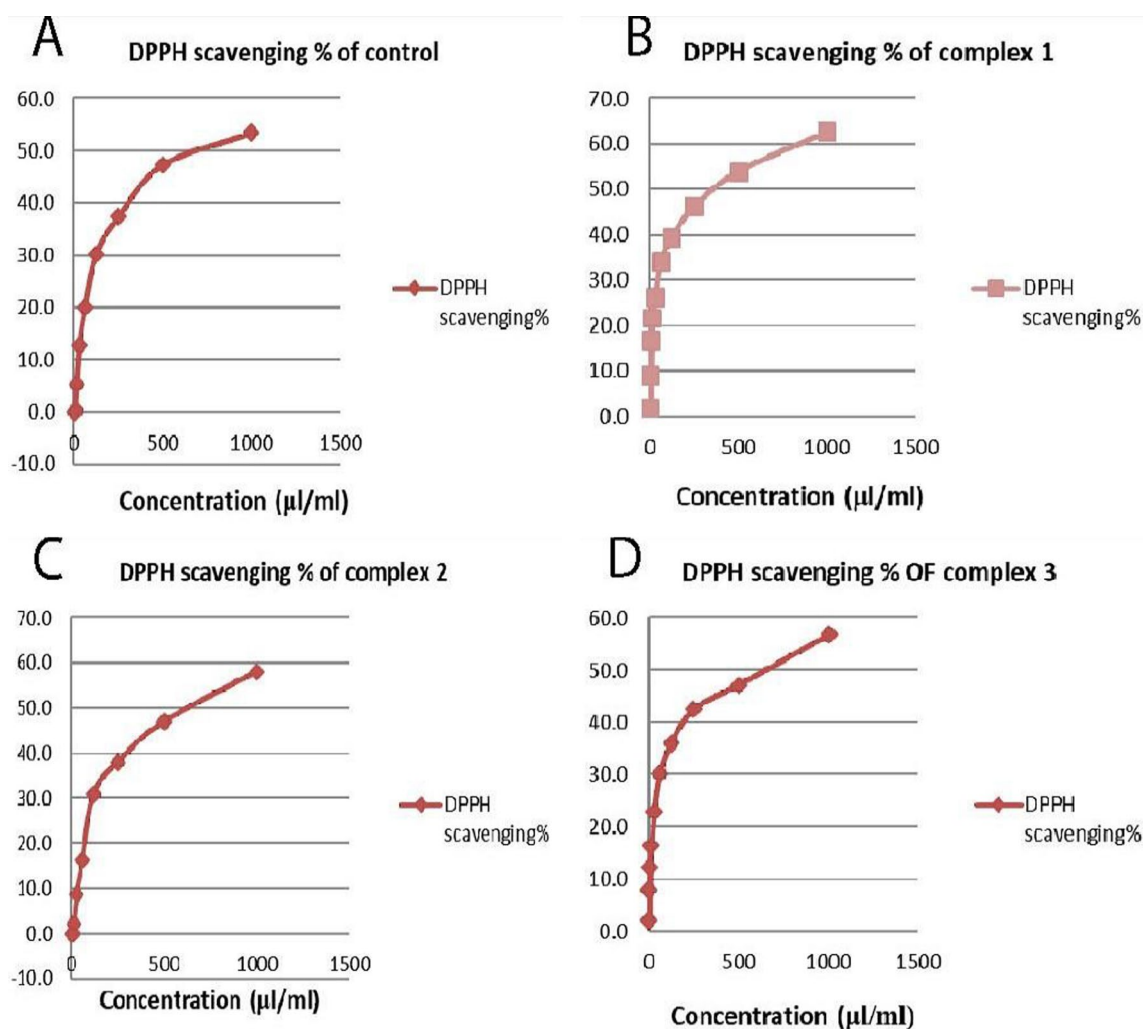 A
DPPH scavenging % of control
60.0
50.0
40.0
30.0
20.0
10.0
0.0
-10.0
0 500 1000 1500
DPPH
scavenging%
Concentration (µl/ml)
B
DPPH scavenging % of complex 1
70.0
60.0
50.0
40.0
30.0
20.0
10.0
0.0
0 500 1000 1500
DPPH
scavenging%
Concentration (µl/ml)
C
DPPH scavenging % of complex 2
70.0
60.0
50.0
40.0
30.0
20.0
10.0
0.0
-10.0
0 500 1000 1500
DPPH
scavenging%
Concentration (µl/ml)
D
DPPH scavenging % OF complex 3
60.0
50.0
40.0
30.0
20.0
10.0
0.0
0 500 1000 1500
DPPH
scavenging%
Concentration (µl/ml)